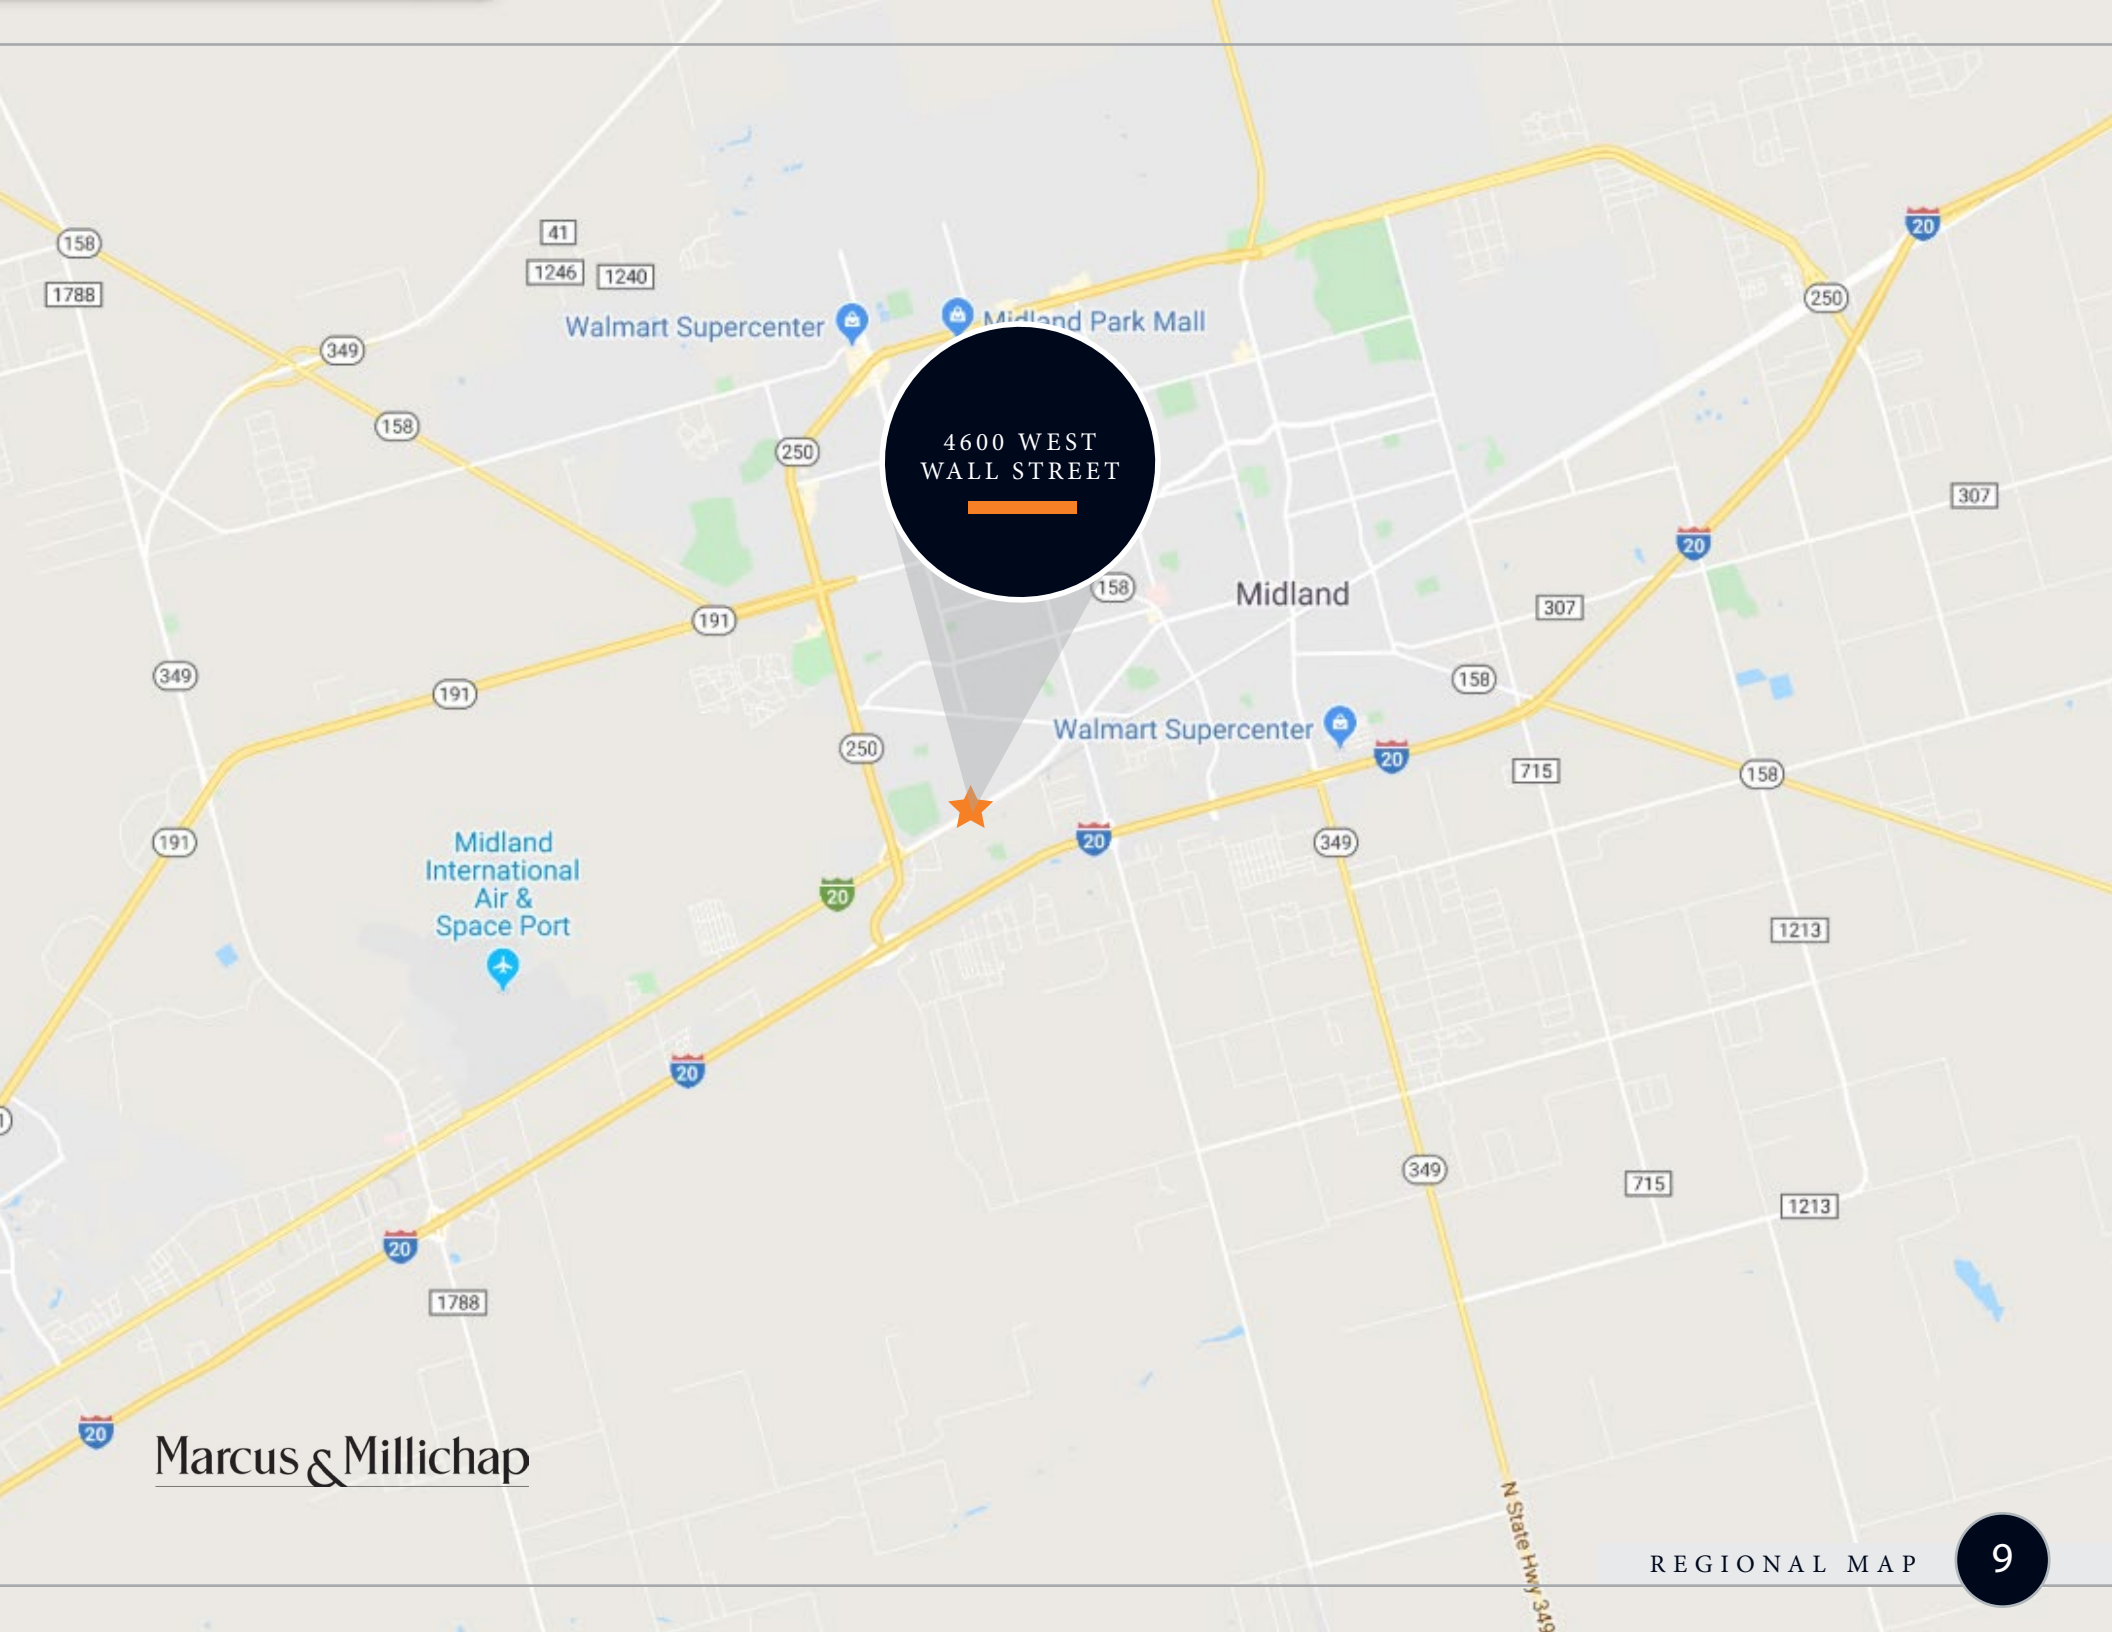 158
1788
41
1246
1240
349
158
Walmart Supercenter
Midland Park Mall
20
250
250
4600 WEST
WALL STREET
307
20
158
Midland
307
191
349
191
158
250
Walmart Supercenter
20
715
158
191
Midland
International
Air &
Space Port
20
20
349
1213
20
349
715
1213
20
1788
20
Marcus & Millichap
N State Hwy 349
REGIONAL MAP
9